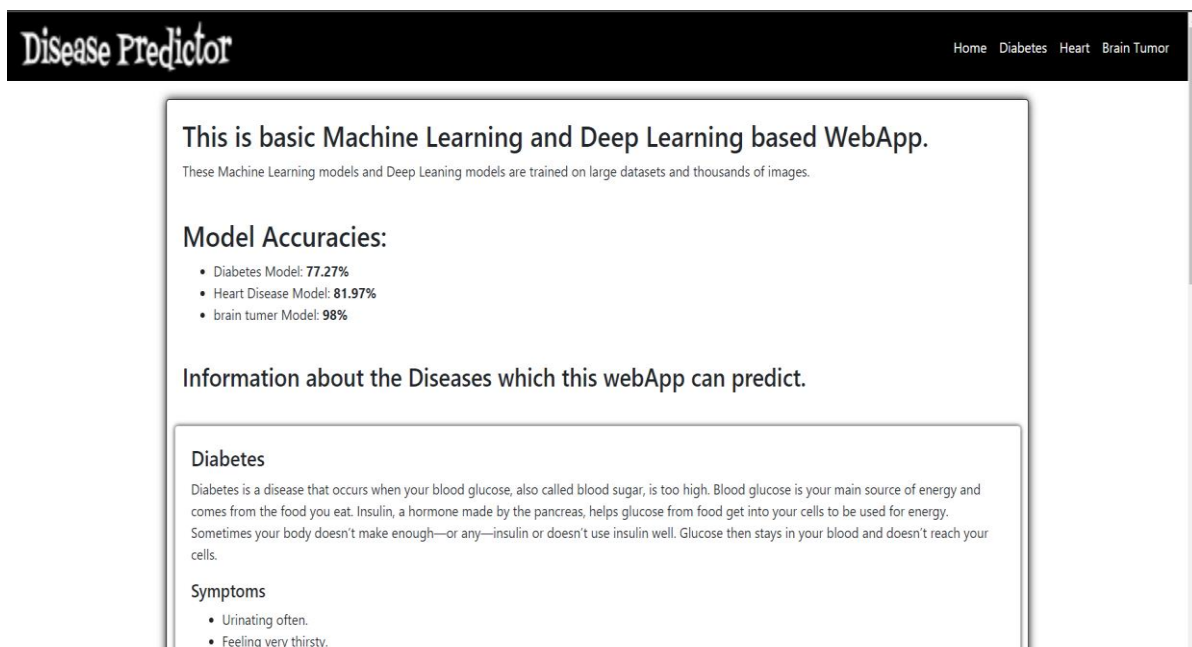 Disease Predictor
Home Diabetes Heart Brain Tumor
This is basic Machine Learning and Deep Learning based WebApp.
These Machine Learning models and Deep Leaning models are trained on large datasets and thousands of images.
Model Accuracies:
• Diabetes Model: 77.27%
• Heart Disease Model: 81.97%
• brain tumer Model: 98%
Information about the Diseases which this webApp can predict.
Diabetes
Diabetes is a disease that occurs when your blood glucose, also called blood sugar, is too high. Blood glucose is your main source of energy and
comes from the food you eat. Insulin, a hormone made by the pancreas, helps glucose from food get into your cells to be used for energy.
Sometimes your body doesn't make enough—or any—insulin or doesn't use insulin well. Glucose then stays in your blood and doesn't reach your
cells.
Symptoms
• Urinating often.
• Feeling very thirsty.